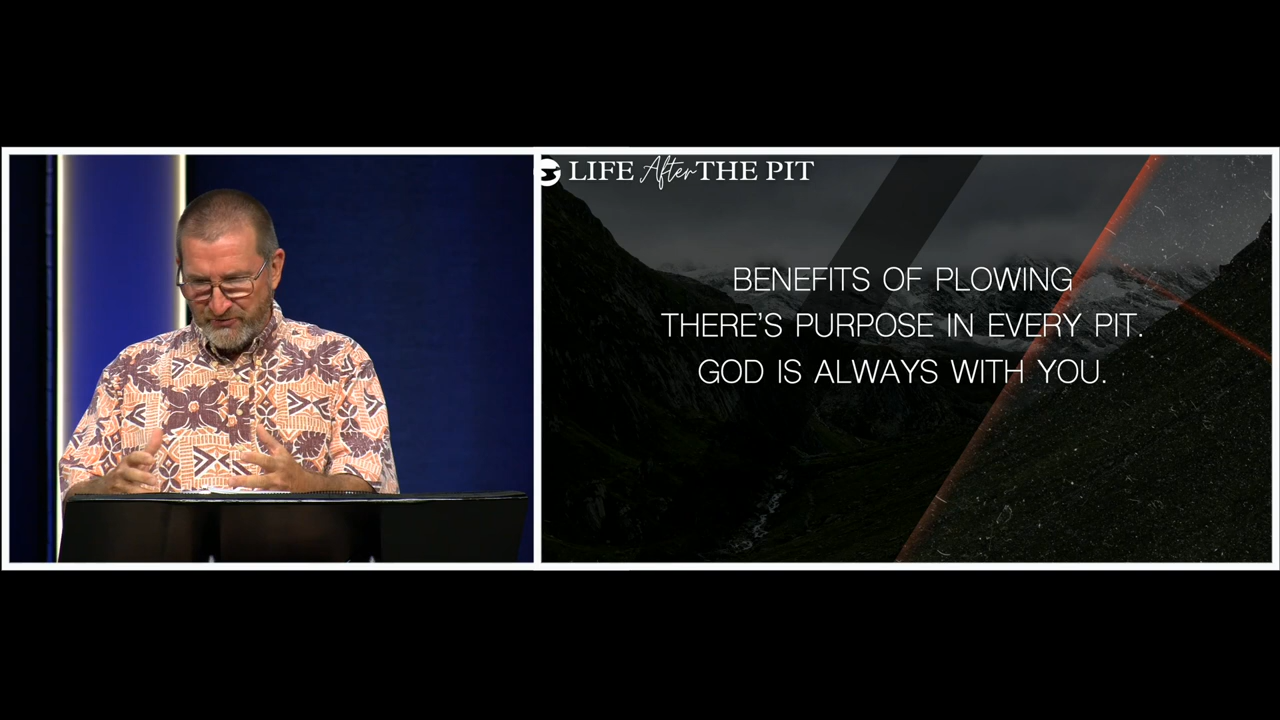 LIFE After THE PIT
BENEFITS OF PLOWING
THERE'S PURPOSE IN EVERY PIT.
GOD IS ALWAYS WITH YOU.